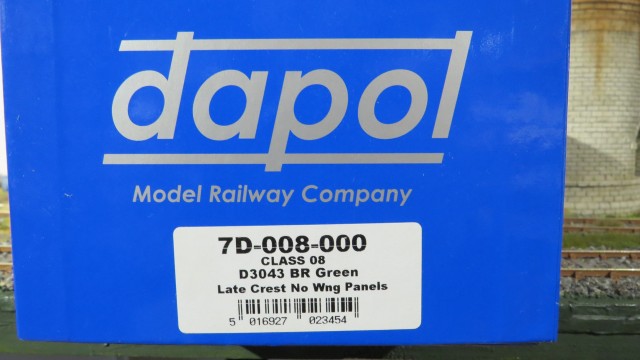 dapol
Model Railway Company
7D-008-000
CLASS 08
D3043 BR Green
Late Crest No Wng Panels
5 016927 023454